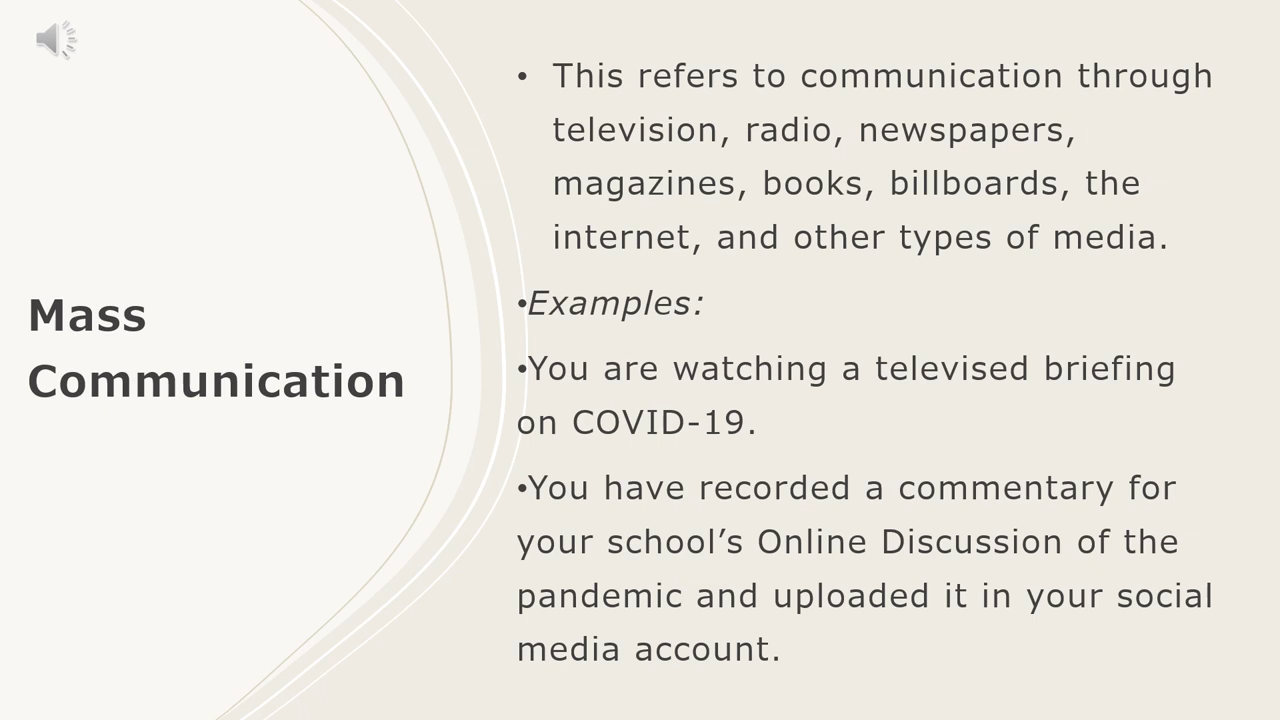 Mass
Communication
• This refers to communication through
television, radio, newspapers,
magazines, books, billboards, the
internet, and other types of media.
•Examples:
•You are watching a televised briefing
on COVID-19.
•You have recorded a commentary for
your school’s Online Discussion of the
pandemic and uploaded it in your social
media account.